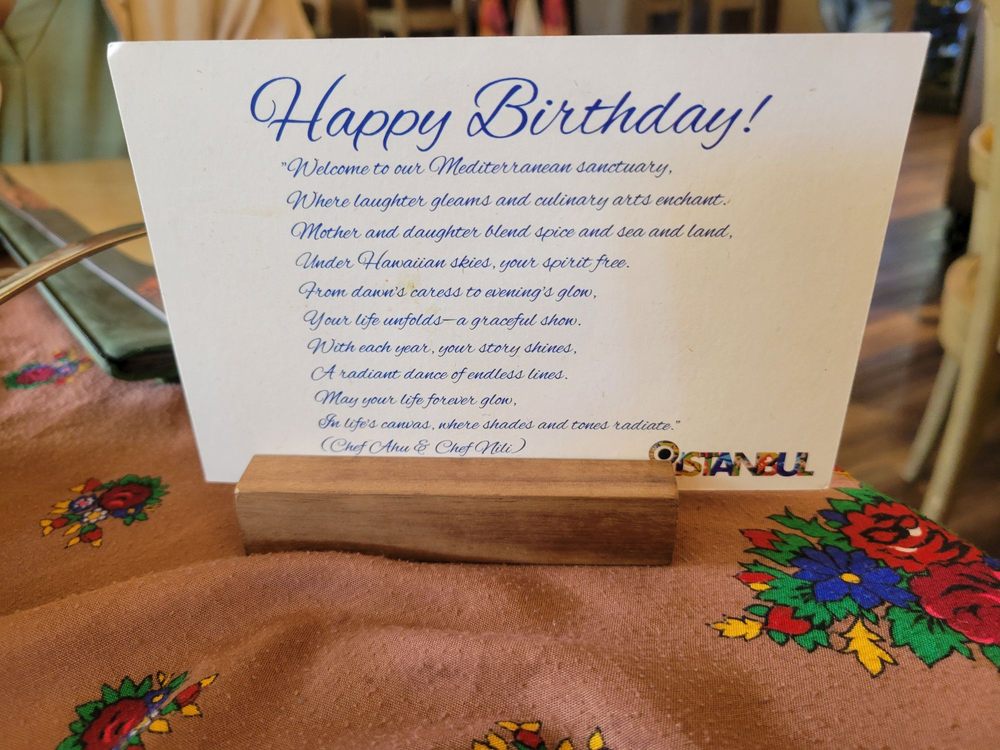 Happy Birthday!
"Welcome to our Mediterranean sanctuary,
Where laughter gleams and culinary arts enchant.
Mother and daughter blend spice and sea and land,
Under Hawaiian skies, your spirit free.
From dawn's caress to evening's glow,
Your life unfolds—a graceful show.
With each year, your story shines,
A radiant dance of endless lines.
May your life forever glow,
In life's canvas, where shades and tones radiate."
(Chef Ahu & Chef Nili)
ISTANBUL